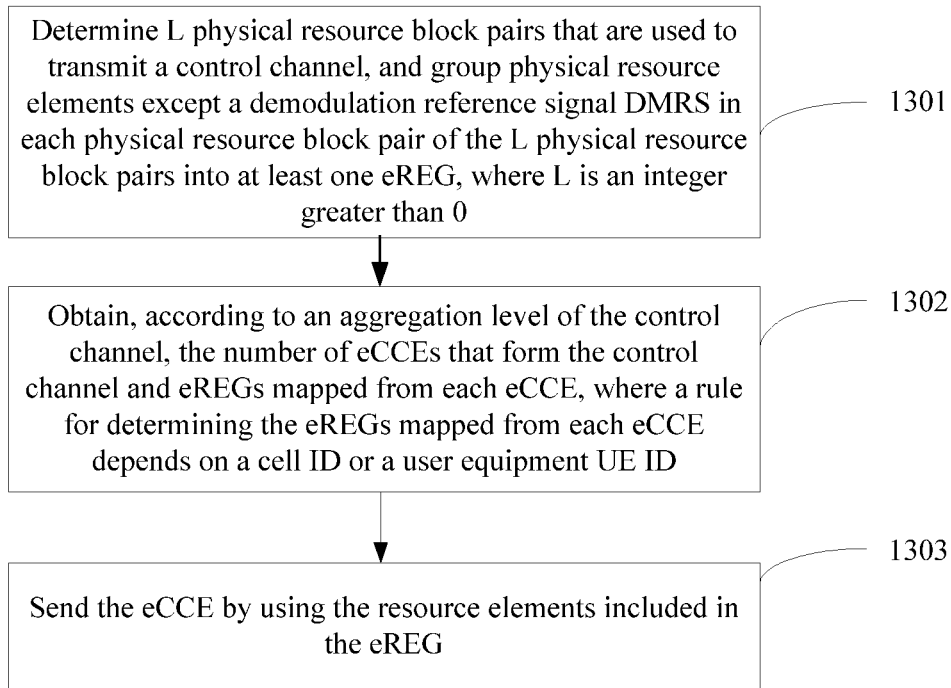 Determine L physical resource block pairs that are used to
transmit a control channel, and group physical resource
elements except a demodulation reference signal DMRS in
each physical resource block pair of the L physical resource
block pairs into at least one eREG, where L is an integer
greater than 0
1301
Obtain, according to an aggregation level of the control
channel, the number of eCCEs that form the control
channel and eREGs mapped from each eCCE, where a rule
for determining the eREGs mapped from each eCCE
depends on a cell ID or a user equipment UE ID
1302
Send the eCCE by using the resource elements included in
the eREG
1303